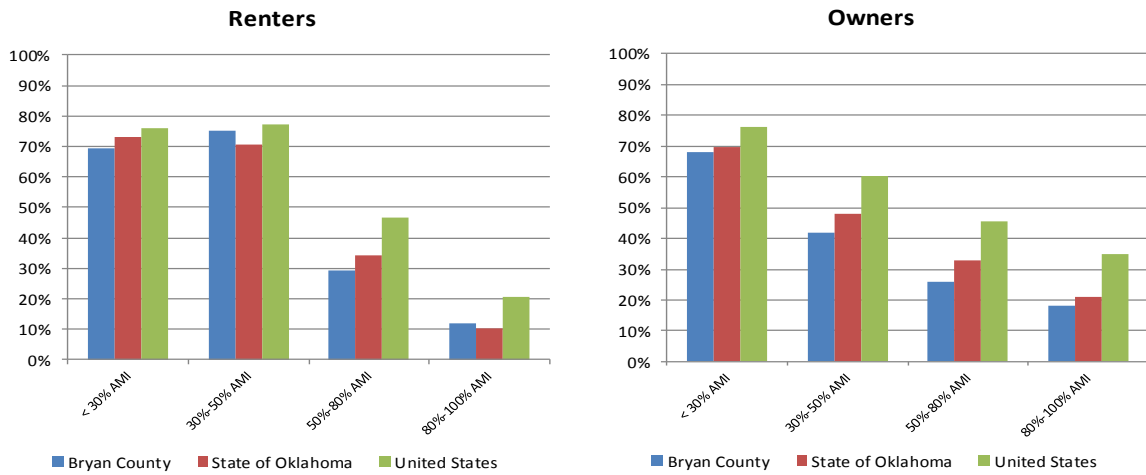 Renters
100%
90%
80%
70%
60%
50%
40%
30%
20%
10%
0%
< 30% AMI
30%-50% AMI
50%-80% AMI
80%-100% AMI
Bryan County State of Oklahoma United States
Owners
100%
90%
80%
70%
60%
50%
40%
30%
20%
10%
0%
< 30% AMI
30%-50% AMI
50%-80% AMI
80%-100% AMI
Bryan County State of Oklahoma United States